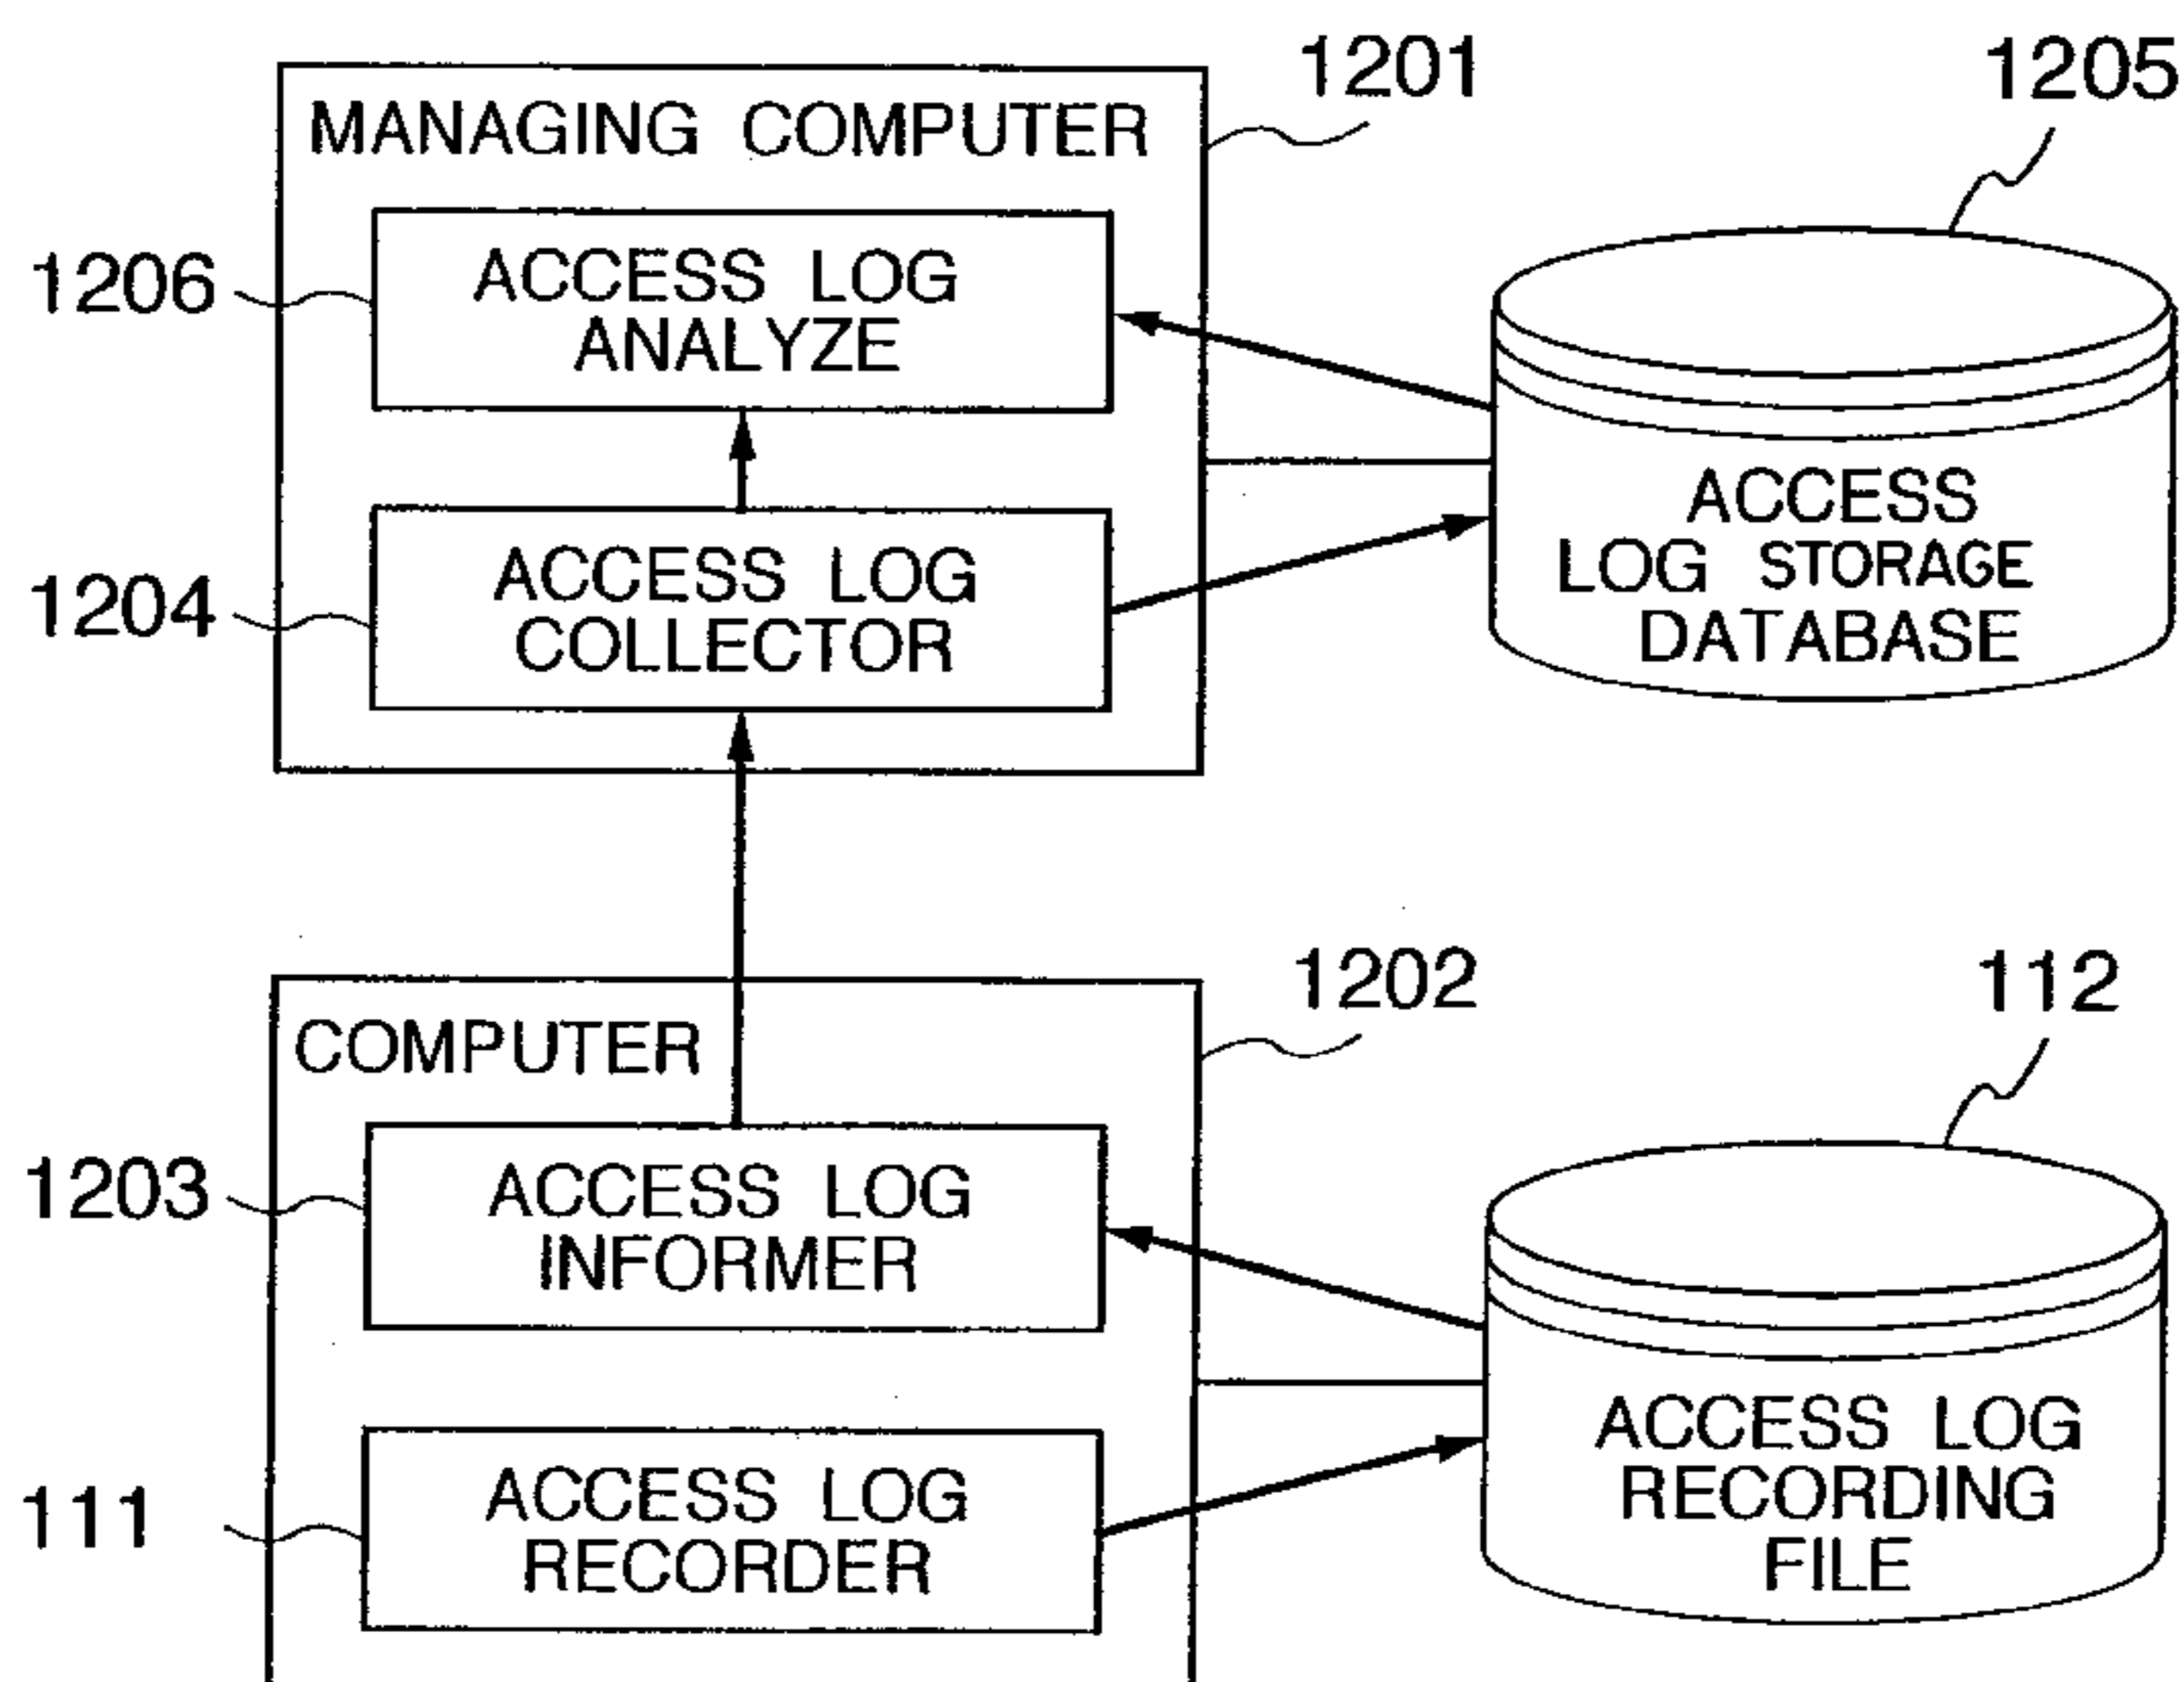 1201
1205
MANAGING COMPUTER
1206
ACCESS LOG
ANALYZE
1204
ACCESS LOG
COLLECTOR
ACCESS
LOG STORAGE
DATABASE
1202
112
COMPUTER
1203
ACCESS LOG
INFORMER
111
ACCESS LOG
RECORDER
ACCESS LOG
RECORDING
FILE